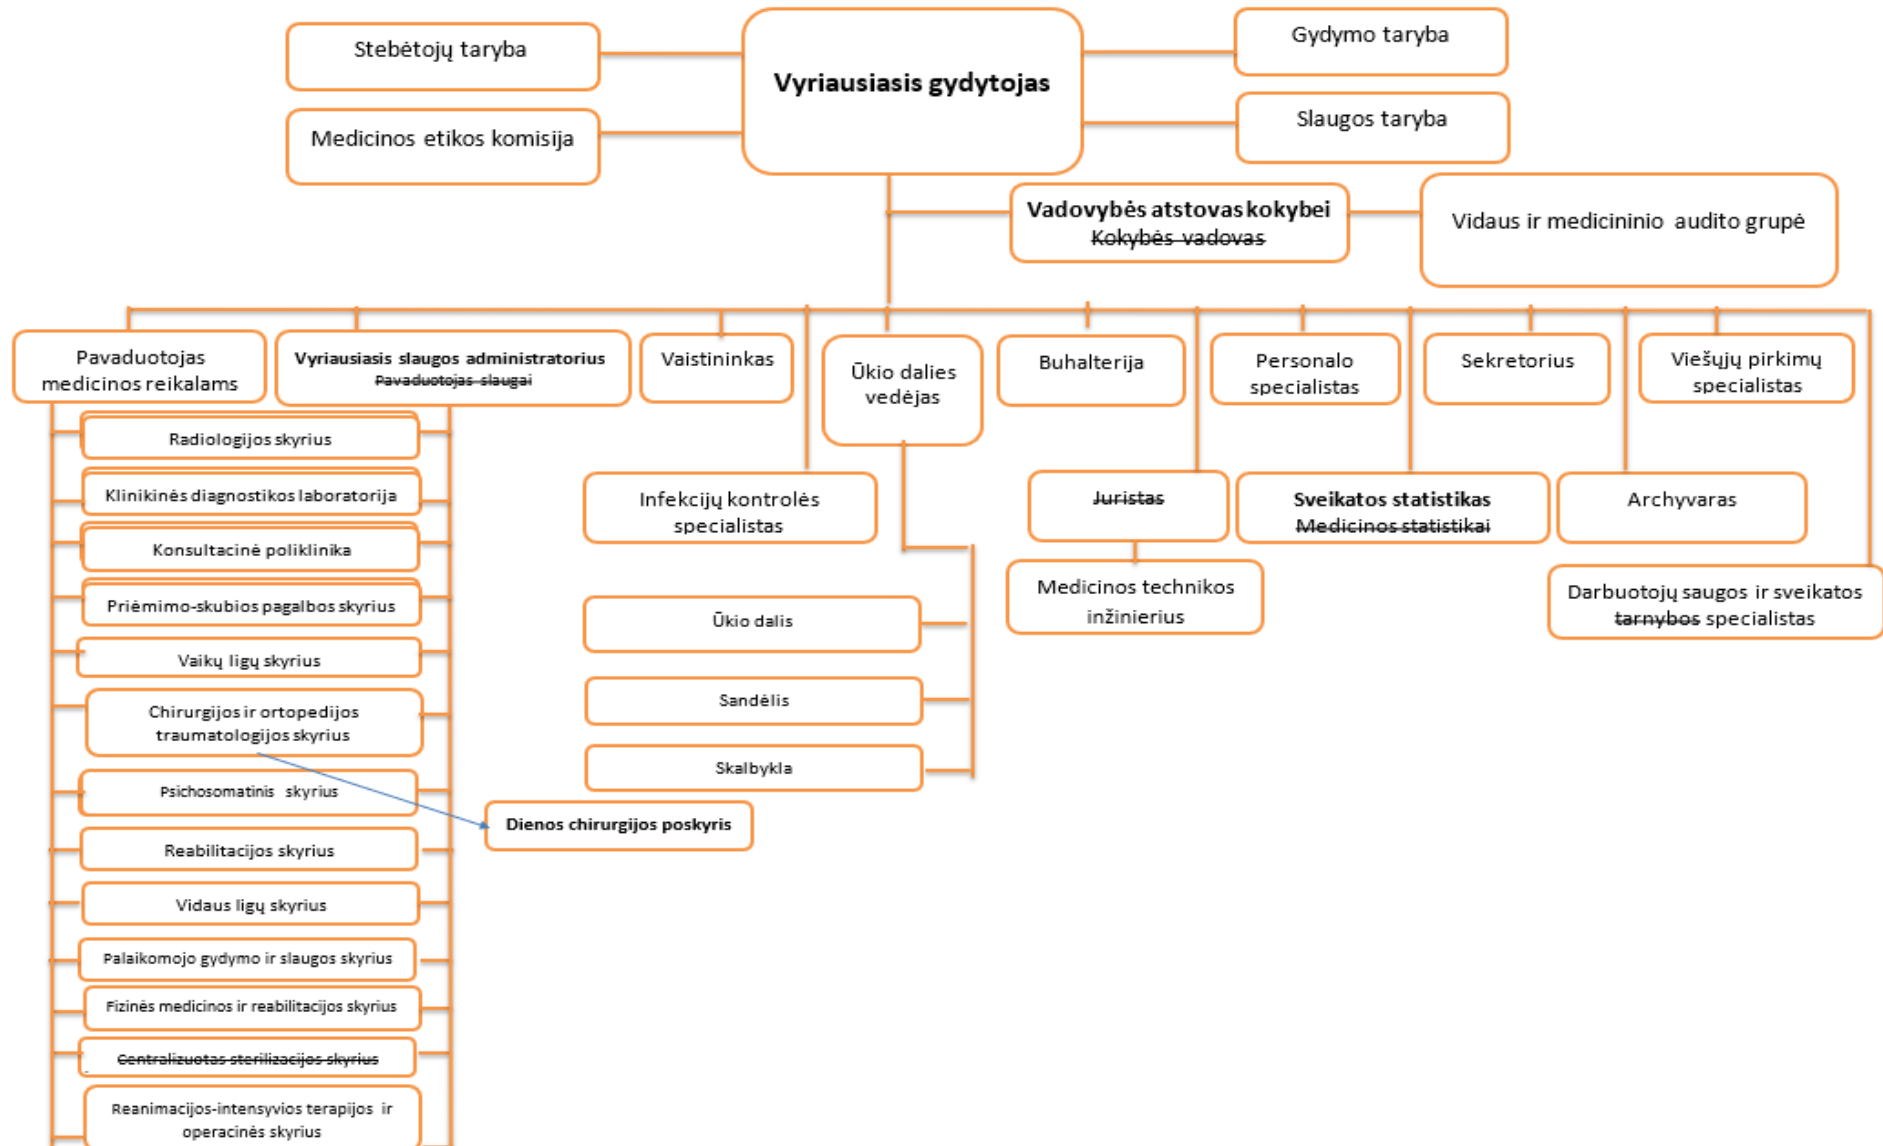 Stebėtojų taryba
Vyriausiasis gydytojas
Gydymo taryba
Medicinos etikos komisija
Slaugos taryba
Vadovybės atstovas kokybei
Kokybės vadovas
Vidaus ir medicininio audito grupė
Pavaduotojas
medicinos reikalams
Vyriausiasis slaugos administratorius
Pavaduotojas slaugai
Vaistininkas
Ūkio dalies
vedėjas
Buhalterija
Personalo
specialistas
Sekretorius
Viešųjų pirkimų
specialistas
Radiologijos skyrius
Klinikinės diagnostikos laboratorija
Konsultacinė poliklinika
Priėmimo-skubios pagalbos skyrius
Vaikų ligų skyrius
Chirurgijos ir ortopedijos
traumatologijos skyrius
Psichosomatinis skyrius
Reabilitacijos skyrius
Vidaus ligų skyrius
Palaikomojo gydymo ir slaugos skyrius
Fizinės medicinos ir reabilitacijos skyrius
Centralizuotas sterilizacijos skyrius
Reanimacijos-intensyvios terapijos ir
operacinės skyrius
Dienos chirurgijos poskyris
Infekcijų kontrolės
specialistas
Ūkio dalis
Sandėlis
Skalbykla
Juristas
Medicinos technikos
inžinierius
Sveikatos statistikas
Medicinos statistikai
Archyvaras
Darbuotojų saugos ir sveikatos
tarnybos specialistas